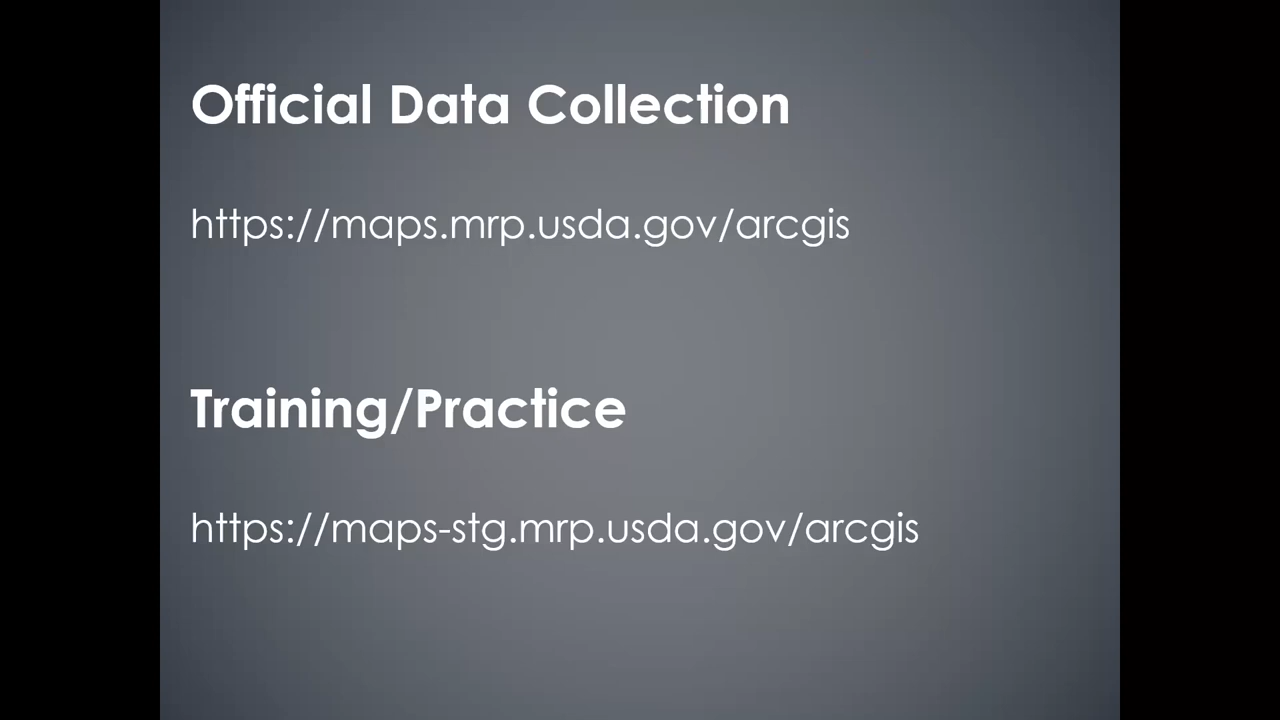 Official Data Collection
https://maps.mrp.usda.gov/arcgis
Training/Practice
https://maps-stg.mrp.usda.gov/arcgis